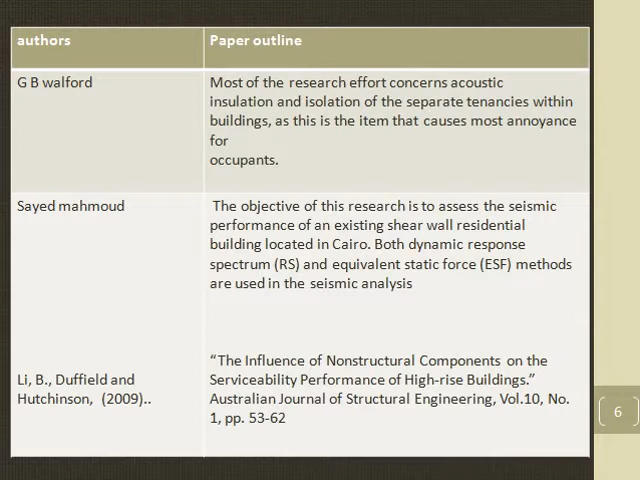 authors
Paper outline
G B walford
Most of the research effort concerns acoustic
insulation and isolation of the separate tenancies within
buildings, as this is the item that causes most annoyance
for
occupants.
Sayed mahmoud
The objective of this research is to assess the seismic
performance of an existing shear wall residential
building located in Cairo. Both dynamic response
spectrum (RS) and equivalent static force (ESF) methods
are used in the seismic analysis
Li, B., Duffield and
Hutchinson, (2009)..
“The Influence of Nonstructural Components on the
Serviceability Performance of High-rise Buildings.”
Australian Journal of Structural Engineering, Vol.10, No.
1, pp. 53-62
6